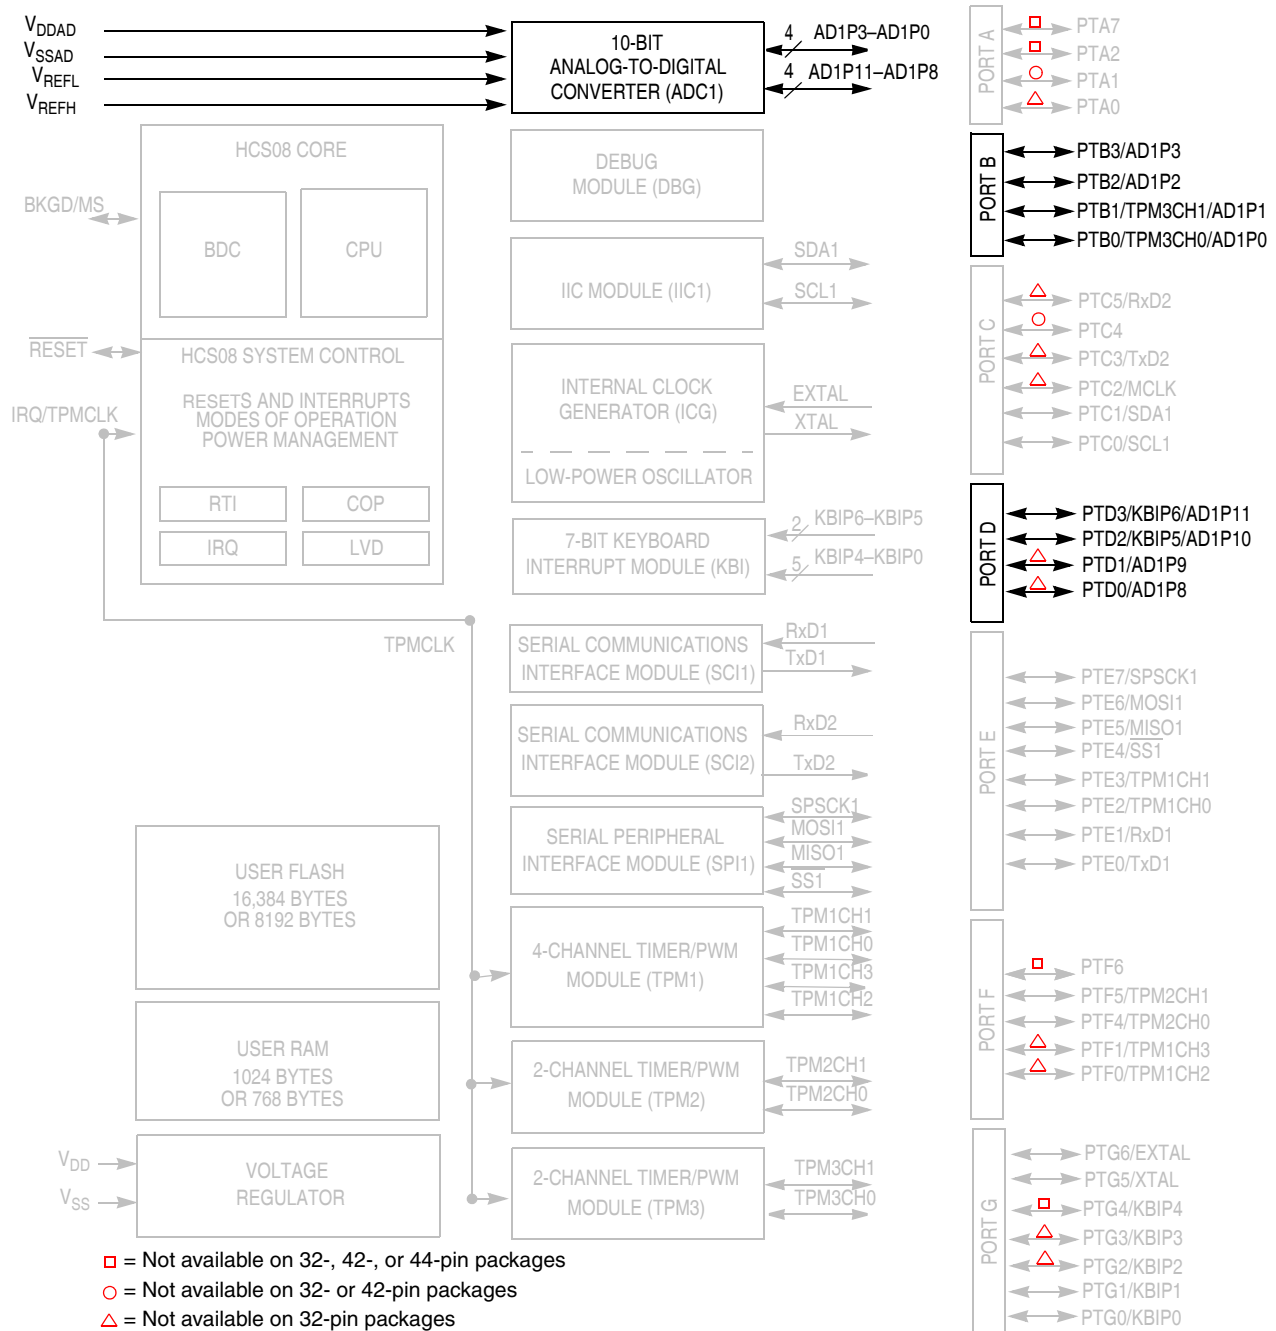 VDDAD
VSSAD
VREFL
VREFH
10-BIT
ANALOG-TO-DIGITAL
CONVERTER (ADC1)
4 AD1P3–AD1P0
4 AD1P11–AD1P8
HCS08 CORE
BDC
CPU
BKGD/MS
RESET
HCS08 SYSTEM CONTROL
RESETS AND INTERRUPTS
MODES OF OPERATION
POWER MANAGEMENT
IRQ/TPMCLK
RTI
COP
IRQ
LVD
TPMCLK
USER FLASH
16,384 BYTES
OR 8192 BYTES
USER RAM
1024 BYTES
OR 768 BYTES
VDD
VSS
VOLTAGE
REGULATOR
DEBUG
MODULE (DBG)
IIC MODULE (IIC1)
SDA1
SCL1
INTERNAL CLOCK
GENERATOR (ICG)
LOW-POWER OSCILLATOR
EXTAL
XTAL
7-BIT KEYBOARD
INTERRUPT MODULE (KBI)
2 KBIP6–KBIP5
5 KBIP4–KBIP0
SERIAL COMMUNICATIONS
INTERFACE MODULE (SCI1)
RxD1
TxD1
SERIAL COMMUNICATIONS
INTERFACE MODULE (SCI2)
RxD2
TxD2
SERIAL PERIPHERAL
INTERFACE MODULE (SPI1)
SPSCK1
MOSI1
MISO1
SS1
4-CHANNEL TIMER/PWM
MODULE (TPM1)
TPM1CH1
TPM1CH0
TPM1CH3
TPM1CH2
2-CHANNEL TIMER/PWM
MODULE (TPM2)
TPM2CH1
TPM2CH0
2-CHANNEL TIMER/PWM
MODULE (TPM3)
TPM3CH1
TPM3CH0
PORT A
PTA7
PTA2
PTA1
PTA0
PORT B
PTB3/AD1P3
PTB2/AD1P2
PTB1/TPM3CH1/AD1P1
PTB0/TPM3CH0/AD1P0
PORT C
PTC5/RxD2
PTC4
PTC3/TxD2
PTC2/MCLK
PTC1/SDA1
PTC0/SCL1
PORT D
PTD3/KBIP6/AD1P11
PTD2/KBIP5/AD1P10
PTD1/AD1P9
PTD0/AD1P8
PORT E
PTE7/SPSCK1
PTE6/MOSI1
PTE5/MISO1
PTE4/SS1
PTE3/TPM1CH1
PTE2/TPM1CH0
PTE1/RxD1
PTE0/TxD1
PORT F
PTF6
PTF5/TPM2CH1
PTF4/TPM2CH0
PTF1/TPM1CH3
PTF0/TPM1CH2
PORT G
PTG6/EXTAL
PTG5/XTAL
PTG4/KBIP4
PTG3/KBIP3
PTG2/KBIP2
PTG1/KBIP1
PTG0/KBIP0
= Not available on 32-, 42-, or 44-pin packages
= Not available on 32- or 42-pin packages
= Not available on 32-pin packages